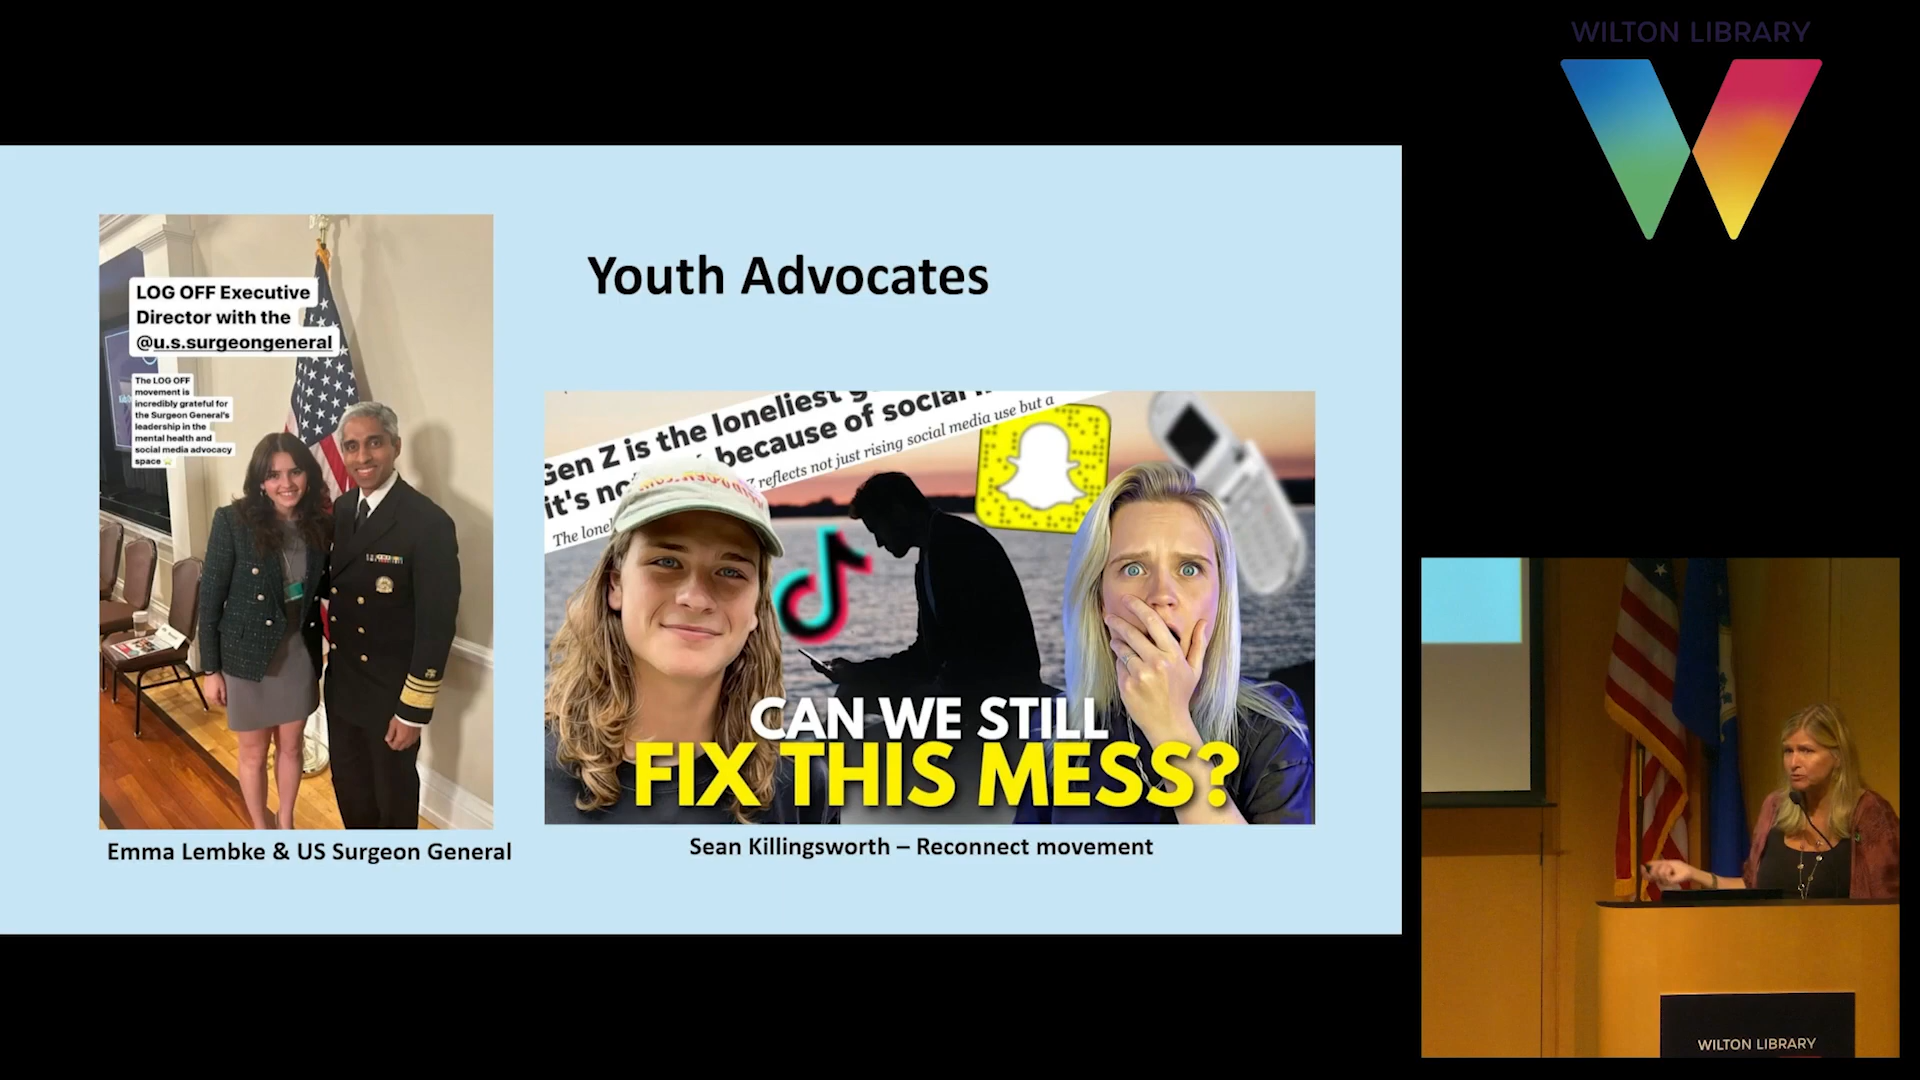 WILTON LIBRARY
Youth Advocates
LOG OFF Executive
Director with the
@u.s.surgeongeneral
The LOG OFF
movement is
incredibly grateful for
the Surgeon General's
leadership in the
mental health and
social media advocacy
space
Gen Z is the loneliest
it's no because of social
The lonel reflects not just rising social media use but a
CAN WE STILL
FIX THIS MESS?
Emma Lembke & US Surgeon General
Sean Killingsworth – Reconnect movement
WILTON LIBRARY